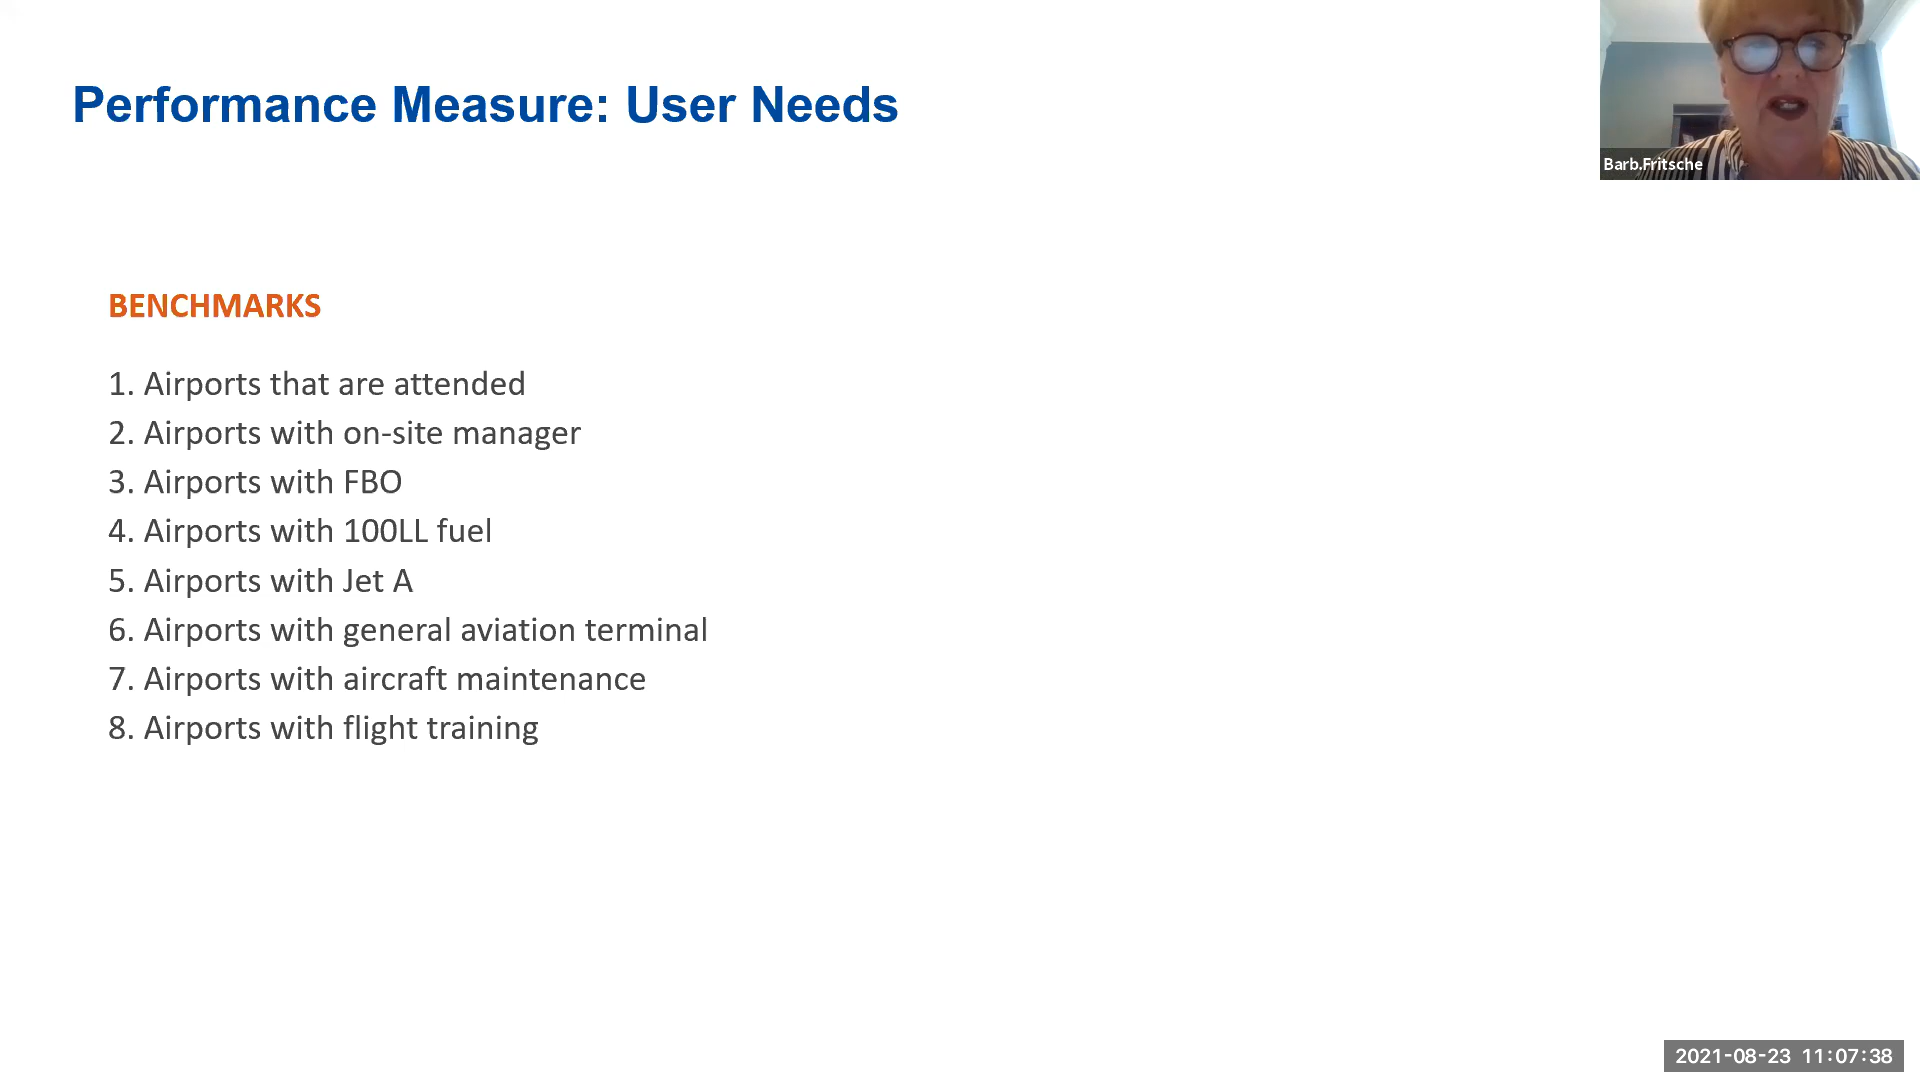 Performance Measure: User Needs
Barb.Fritsche
BENCHMARKS
1. Airports that are attended
2. Airports with on-site manager
3. Airports with FBO
4. Airports with 100LL fuel
5. Airports with Jet A
6. Airports with general aviation terminal
7. Airports with aircraft maintenance
8. Airports with flight training
2021-08-23 11:07:38